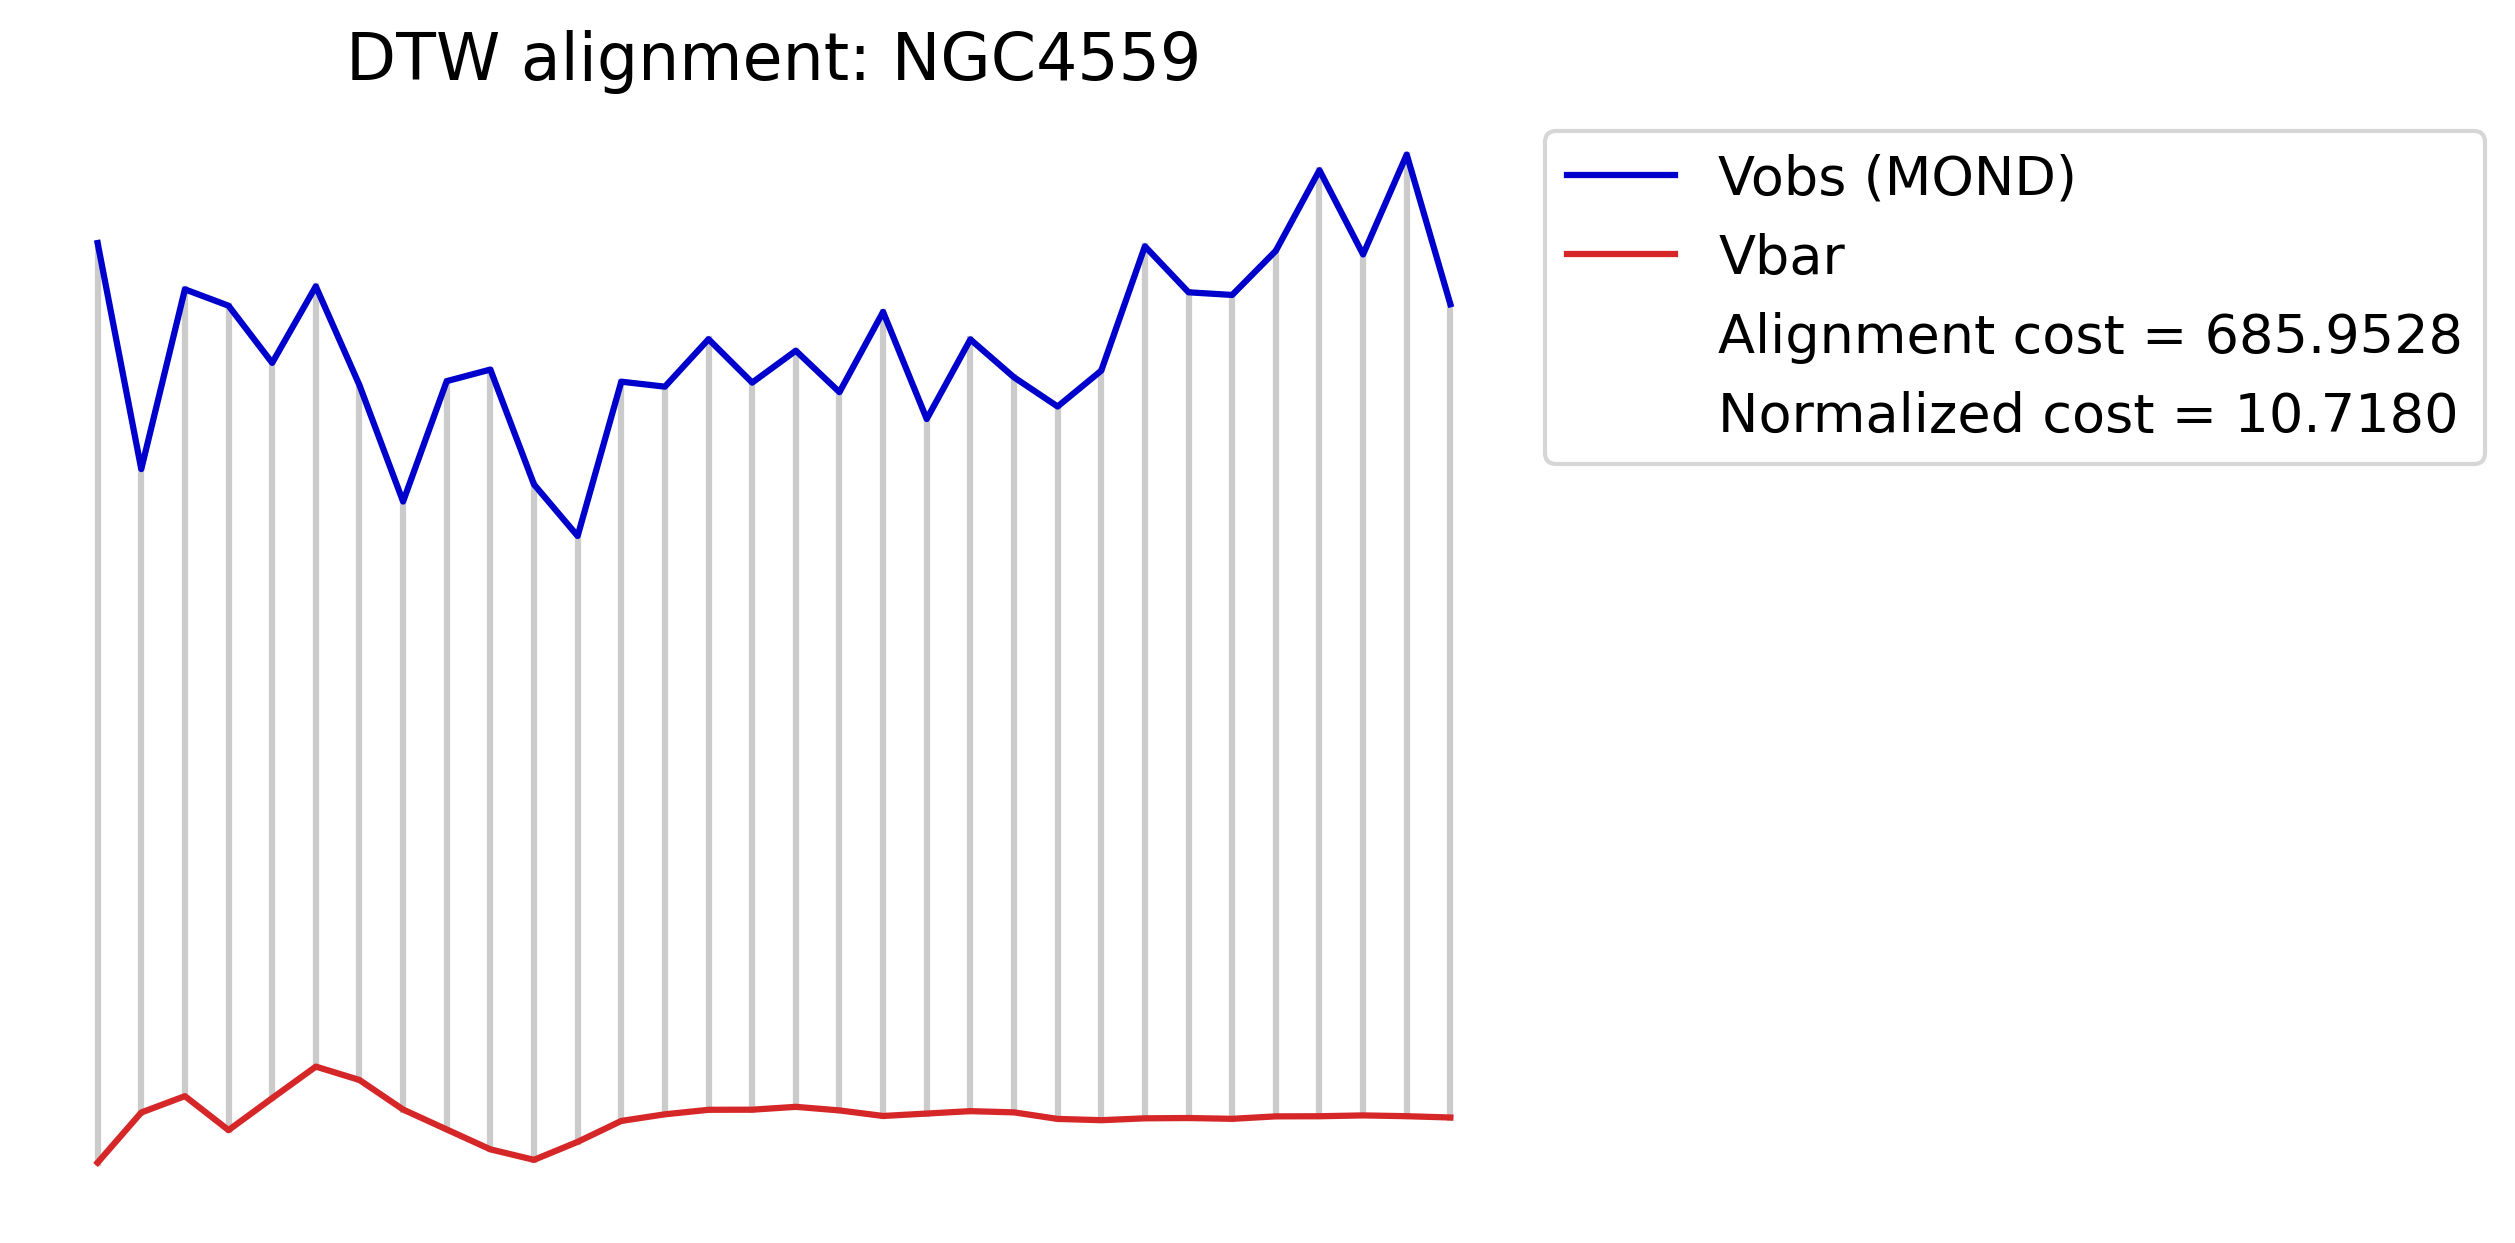 DTW alignment: NGC4559
Vobs (MOND)
Vbar
Alignment cost = 685.9528
Normalized cost = 10.7180